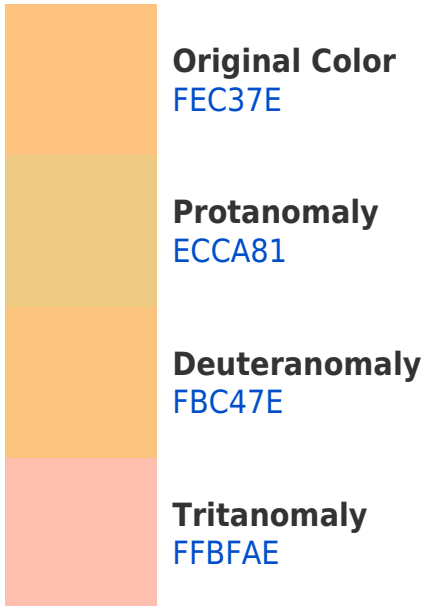 Original Color
FEC37E
Protanomaly
ECCA81
Deuteranomaly
FBC47E
Tritanomaly
FFBFAE